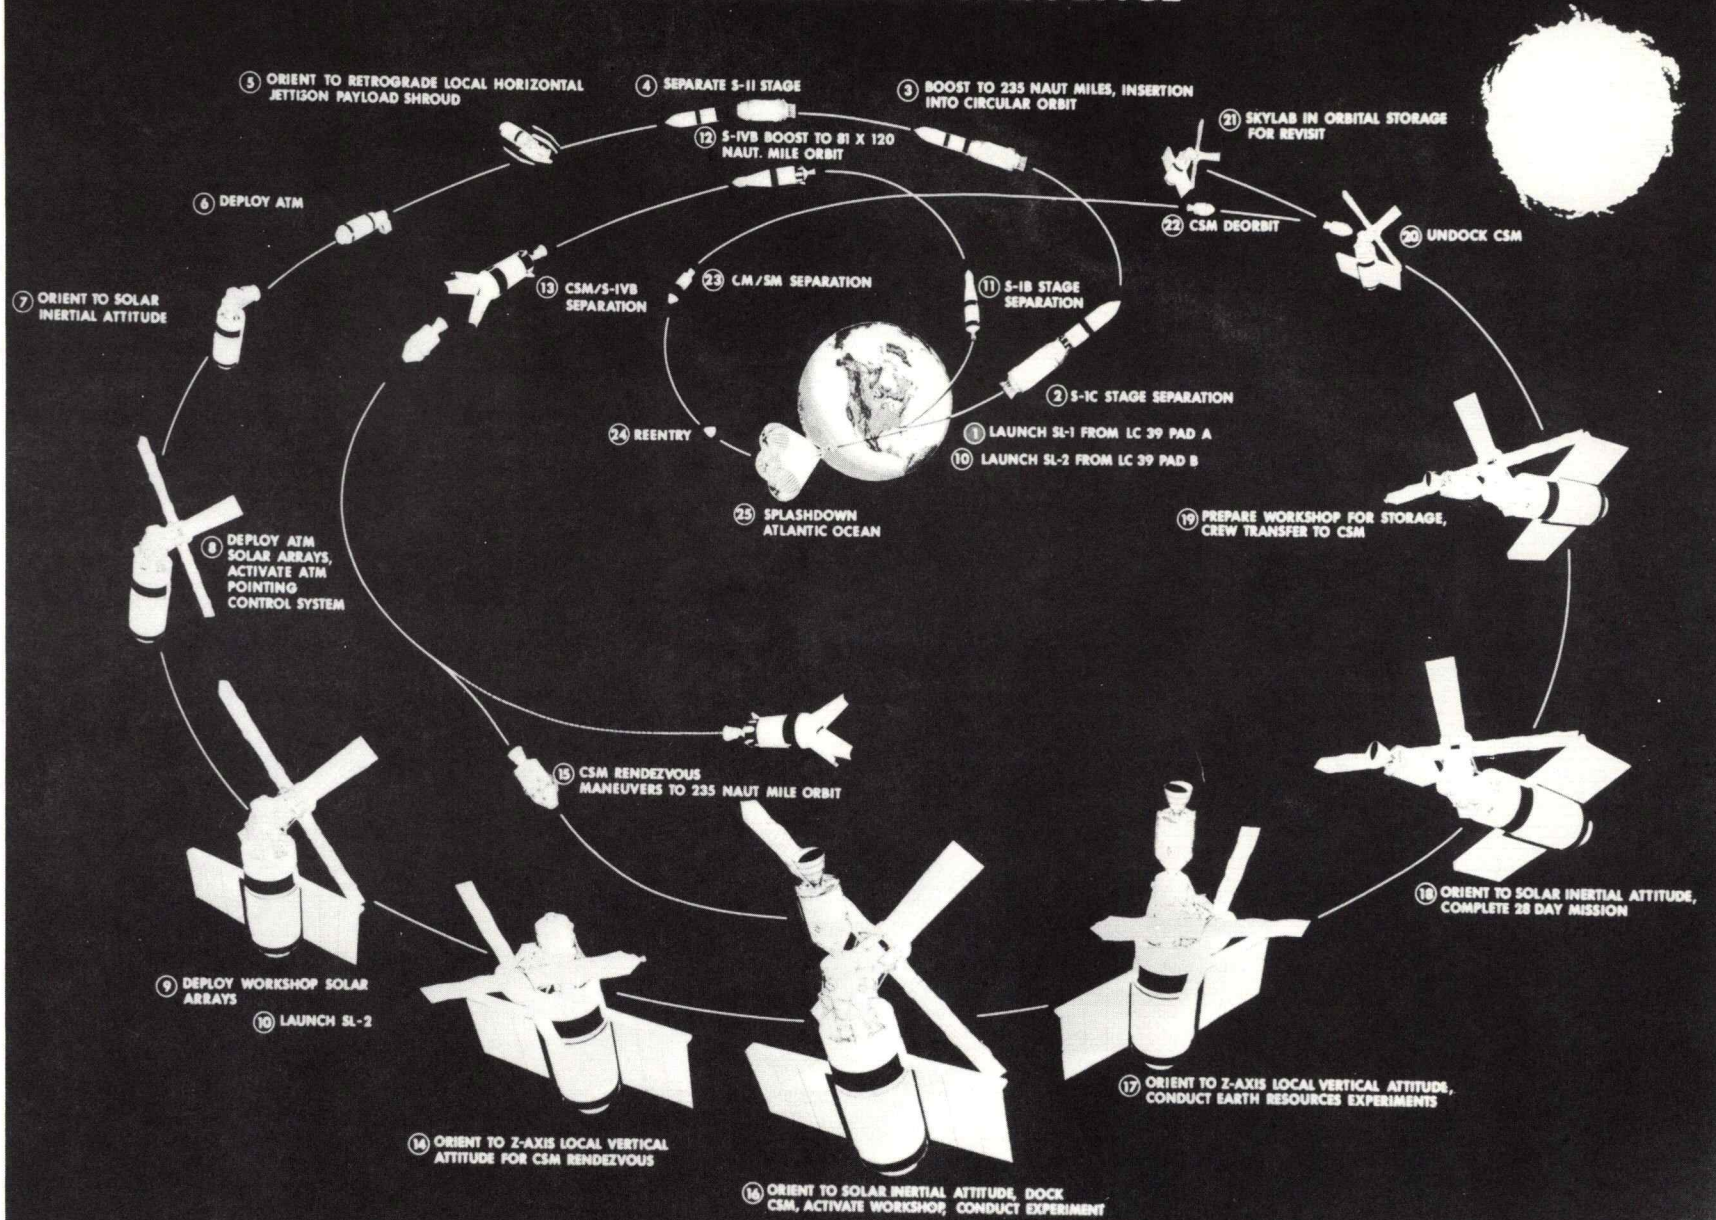 5 ORIENT TO RETROGRADE LOCAL HORIZONTAL
JETTISON PAYLOAD SHROUD
4 SEPARATE S-II STAGE
3 BOOST TO 235 NAUT MILES, INSERTION
INTO CIRCULAR ORBIT
12 S-IVB BOOST TO 81 X 120
NAUT. MILE ORBIT
21 SKYLAB IN ORBITAL STORAGE
FOR REVISIT
6 DEPLOY ATM
22 CSM DEORBIT
20 UNDOCK CSM
7 ORIENT TO SOLAR
INERTIAL ATTITUDE
13 CSM/S-IVB
SEPARATION
23 CM/SM SEPARATION
11 S-IB STAGE
SEPARATION
2 S-IC STAGE SEPARATION
1 LAUNCH SL-1 FROM LC 39 PAD A
10 LAUNCH SL-2 FROM LC 39 PAD B
24 REENTRY
25 SPLASHDOWN
ATLANTIC OCEAN
19 PREPARE WORKSHOP FOR STORAGE,
CREW TRANSFER TO CSM
8 DEPLOY ATM
SOLAR ARRAYS,
ACTIVATE ATM
POINTING
CONTROL SYSTEM
15 CSM RENDEZVOUS
MANEUVERS TO 235 NAUT MILE ORBIT
18 ORIENT TO SOLAR INERTIAL ATTITUDE,
COMPLETE 28 DAY MISSION
9 DEPLOY WORKSHOP SOLAR
ARRAYS
10 LAUNCH SL-2
17 ORIENT TO Z-AXIS LOCAL VERTICAL ATTITUDE,
CONDUCT EARTH RESOURCES EXPERIMENTS
14 ORIENT TO Z-AXIS LOCAL VERTICAL
ATTITUDE FOR CSM RENDEZVOUS
16 ORIENT TO SOLAR INERTIAL ATTITUDE, DOCK
CSM, ACTIVATE WORKSHOP, CONDUCT EXPERIMENT